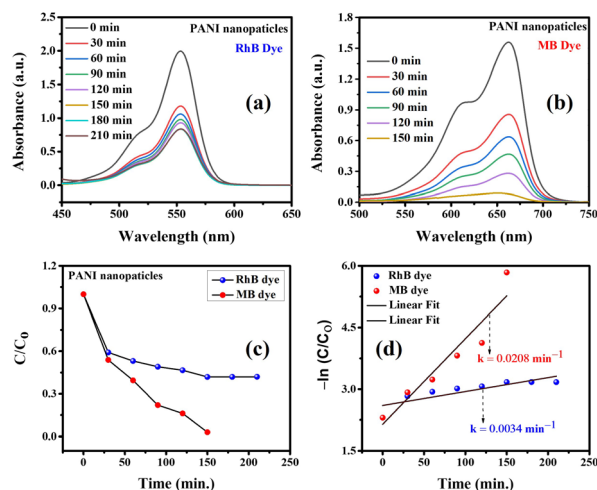 PANI nanopaticles
RhB Dye
0 min
30 min
60 min
90 min
120 min
150 min
180 min
210 min
(a)
Absorbance (a.u.)
2.5
2.0
1.5
1.0
0.5
0.0
450
500
550
600
650
Wavelength (nm)
PANI nanopaticles
MB Dye
0 min
30 min
60 min
90 min
120 min
150 min
(b)
Absorbance (a.u.)
1.8
1.5
1.2
0.9
0.6
0.3
0.0
500
550
600
650
700
750
Wavelength (nm)
PANI nanopaticles
RhB dye
MB dye
(c)
C/C₀
1.2
0.9
0.6
0.3
0.0
0
50
100
150
200
250
Time (min.)
RhB dye
MB dye
Linear Fit
Linear Fit
(d)
k = 0.0208 min⁻¹
k = 0.0034 min⁻¹
–ln (C/C₀)
6.0
4.5
3.0
1.5
0
50
100
150
200
250
Time (min.)